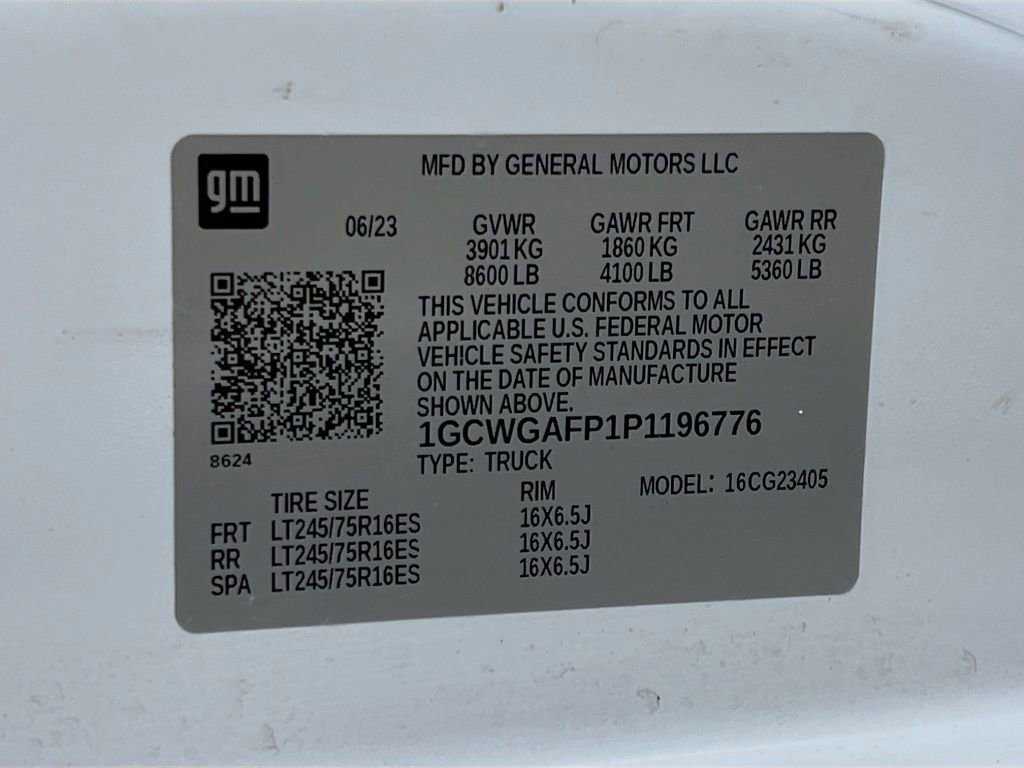 gm
MFD BY GENERAL MOTORS LLC
06/23 GVWR GAWR FRT GAWR RR
3901 KG 1860 KG 2431 KG
8600 LB 4100 LB 5360 LB
THIS VEHICLE CONFORMS TO ALL
APPLICABLE U.S. FEDERAL MOTOR
VEHICLE SAFETY STANDARDS IN EFFECT
ON THE DATE OF MANUFACTURE
SHOWN ABOVE.
1GCWGAFP1P1196776
8624
TYPE: TRUCK
TIRE SIZE RIM MODEL: 16CG23405
FRT LT245/75R16ES 16X6.5J
RR LT245/75R16ES 16X6.5J
SPA LT245/75R16ES 16X6.5J